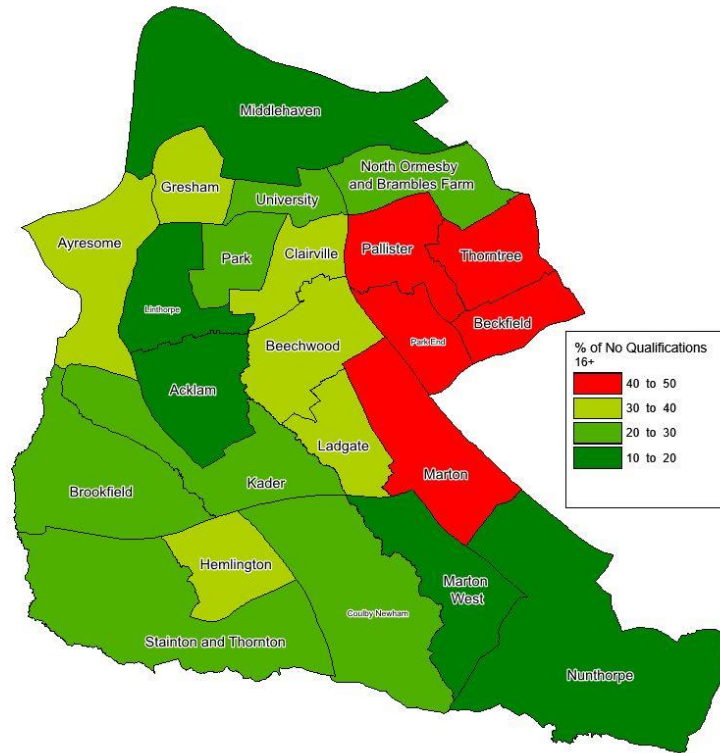 Middlehaven
North Ormesby
and Brambles Farm
Gresham
University
Ayresome
Park
Clairville
Pallister
Thorntree
Linthorpe
Beechwood
Park End
Beckfield
Acklam
Ladgate
Marton
Kader
Brookfield
Hemlington
Marton
West
Coulby Newham
Stainton and Thornton
Nunthorpe
% of No Qualifications
16+
40 to 50
30 to 40
20 to 30
10 to 20